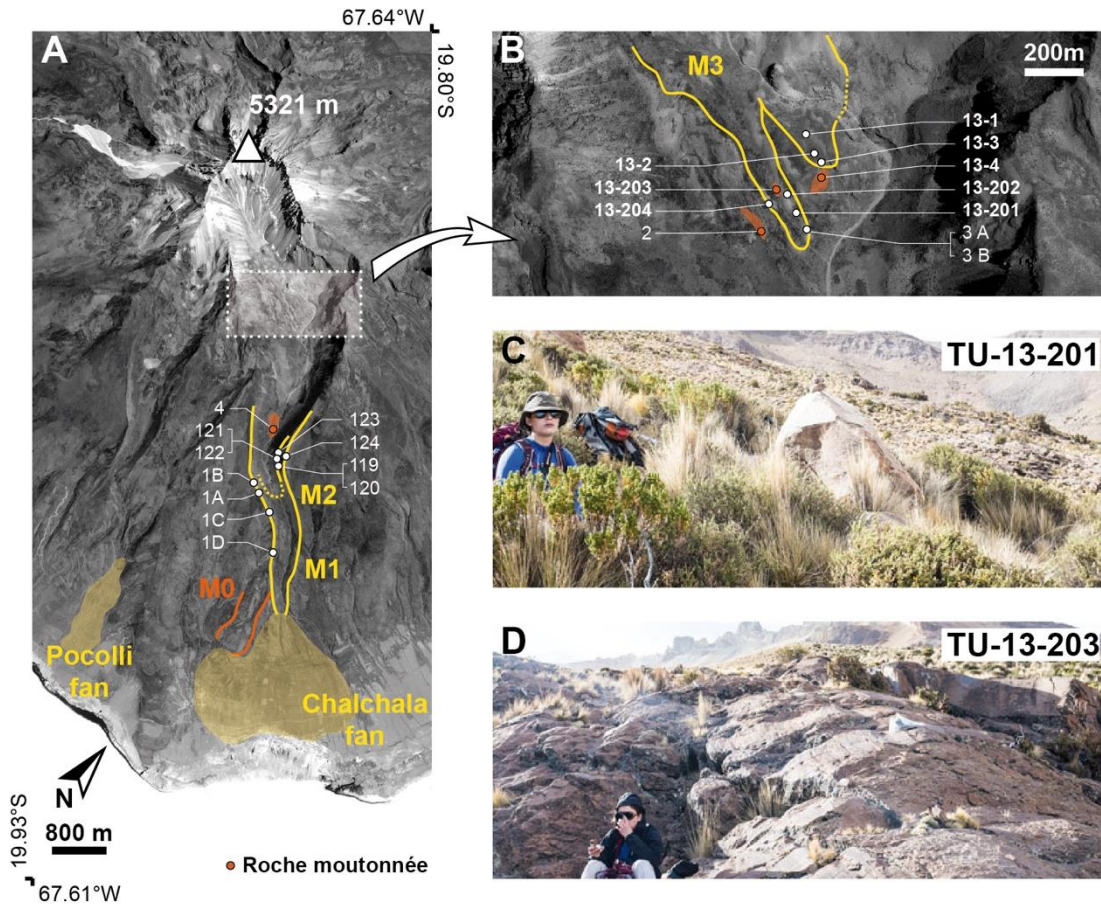 67.64°W
19.80°S
A
5321 m
4
121
122
1B
1A
1C
1D
123
124
119
120
M2
M1
M0
Pocolli
fan
Chalchala
fan
N
800 m
19.93°S
67.61°W
Roche moutonnée
B
M3
200m
13-1
13-3
13-2
13-4
13-203
13-202
13-204
13-201
2
3 A
3 B
C
TU-13-201
D
TU-13-203